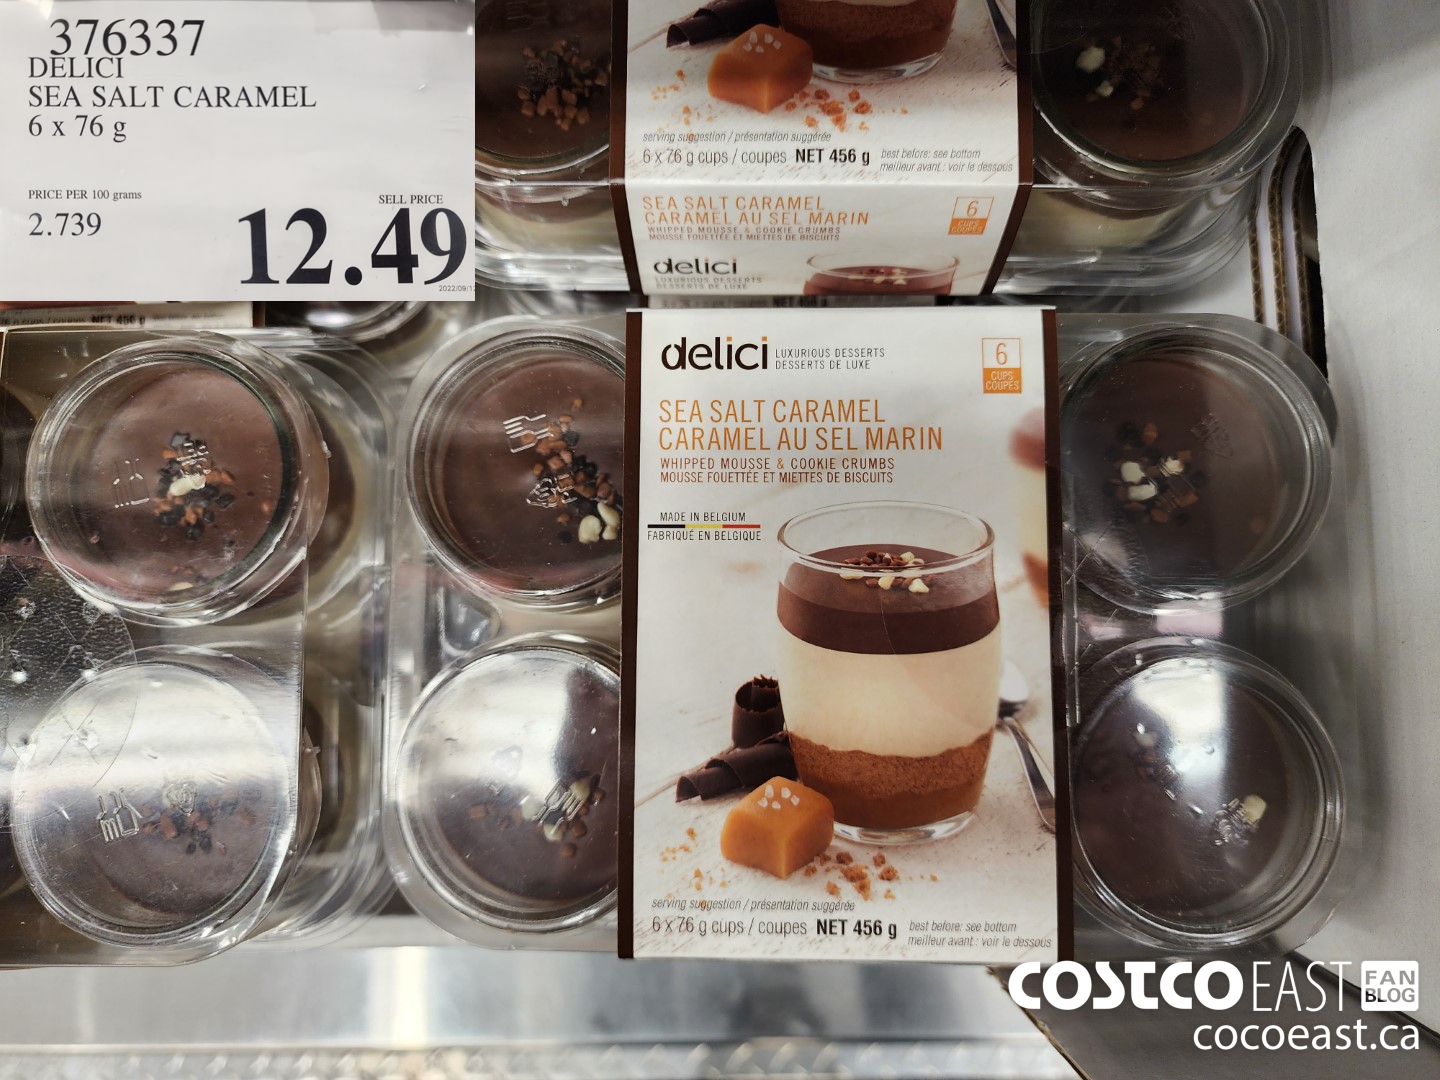 376337
DELICI
SEA SALT CARAMEL
6 x 76 g
PRICE PER 100 grams
2.739
SELL PRICE
12.49
serving suggestion / présentation suggérée
6 x 76 g cups / coupes NET 456 g
best before: see bottom
meilleur avant : voir le dessous
SEA SALT CARAMEL
CARAMEL AU SEL MARIN
WHIPPED MOUSSE & COOKIE CRUMBS
MOUSSE FOUETTÉE ET MIETTES DE BISCUITS
6
CUPS
COUPES
delici
LUXURIOUS DESSERTS
DESSERTS DE LUXE
NET 456 g
NET 456 g
delici
LUXURIOUS DESSERTS
DESSERTS DE LUXE
6
CUPS
COUPES
SEA SALT CARAMEL
CARAMEL AU SEL MARIN
WHIPPED MOUSSE & COOKIE CRUMBS
MOUSSE FOUETTÉE ET MIETTES DE BISCUITS
MADE IN BELGIUM
FABRIQUÉ EN BELGIQUE
serving suggestion / présentation suggérée
6 x 76 g cups / coupes NET 456 g
best before: see bottom
meilleur avant : voir le dessous
COSTCO EAST FAN BLOG
cocoeast.ca